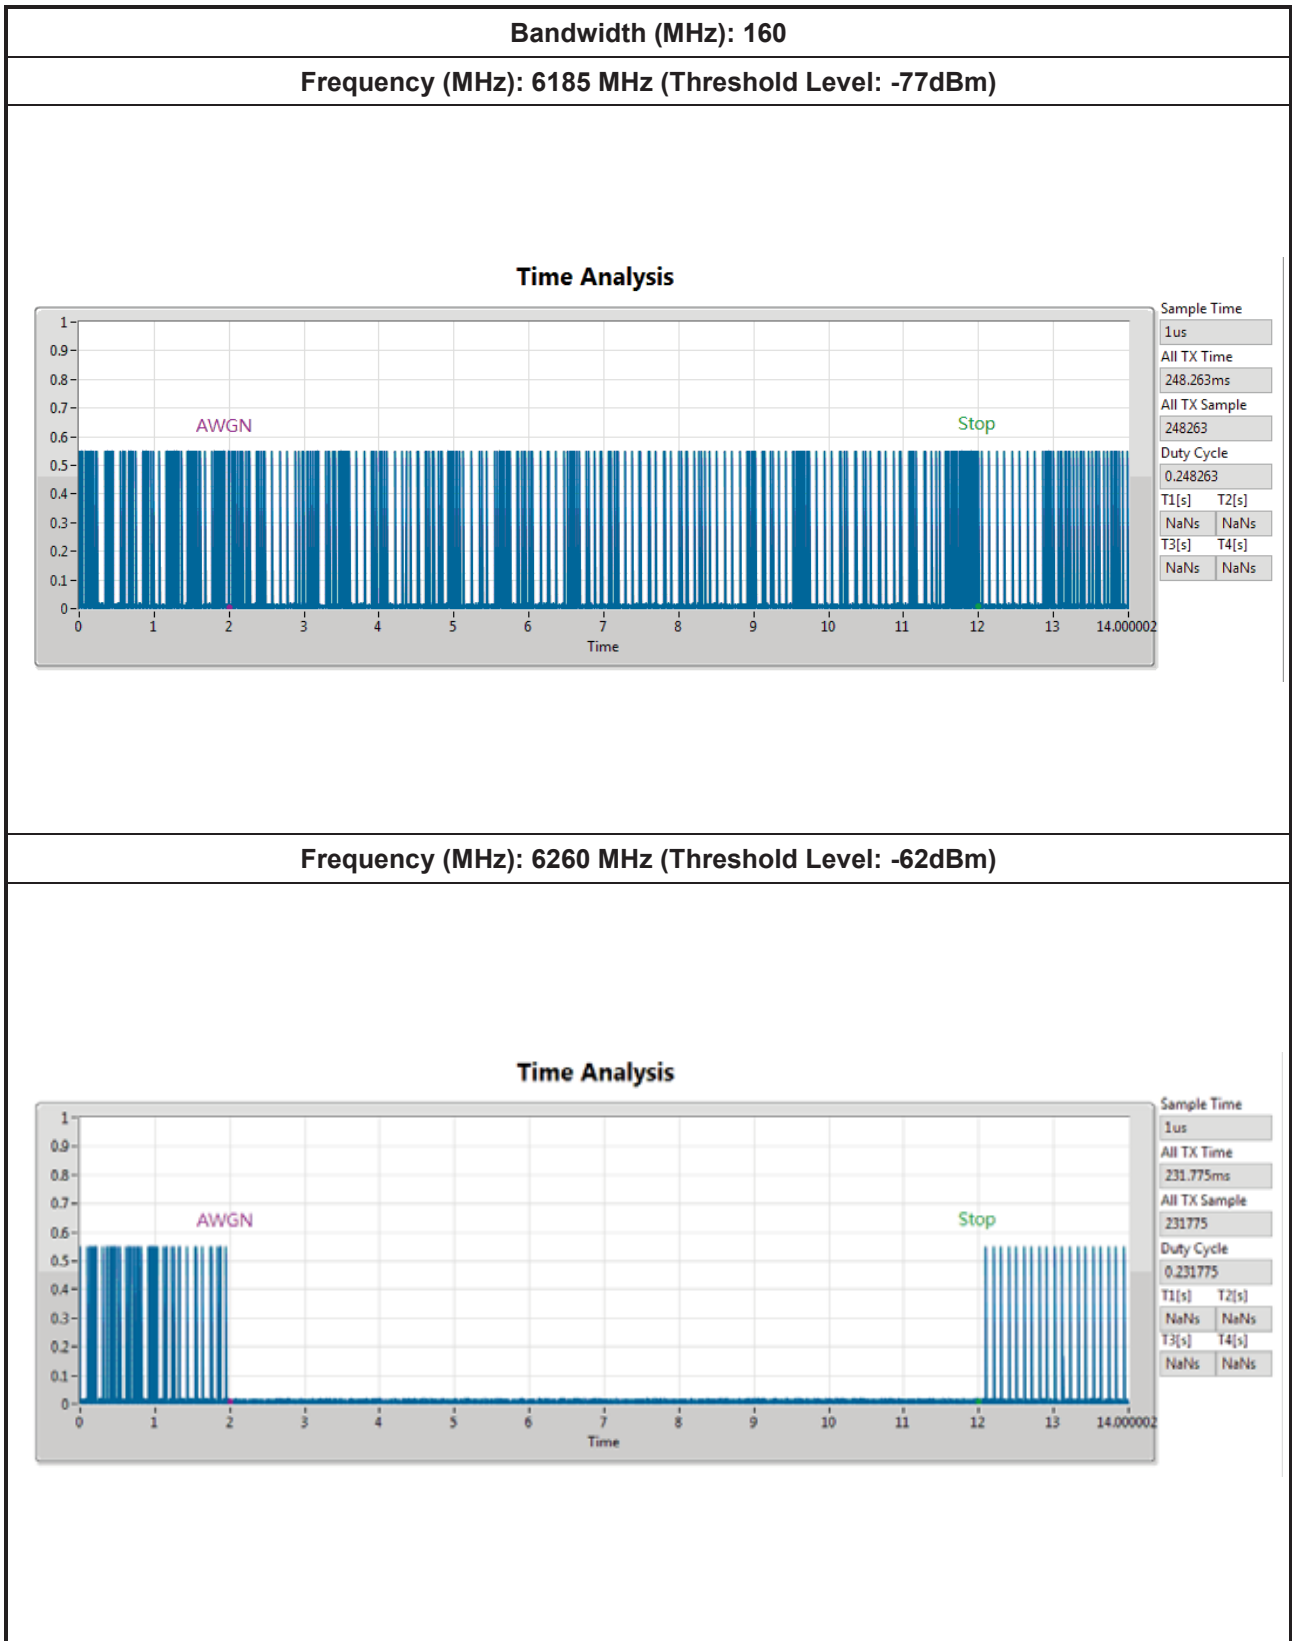 Bandwidth (MHz): 160
Frequency (MHz): 6185 MHz (Threshold Level: -77dBm)
Time Analysis
Sample Time
1us
All TX Time
248.263ms
All TX Sample
248263
Duty Cycle
0.248263
T1[s] T2[s]
NaNs NaNs
T3[s] T4[s]
NaNs NaNs
1
0.9
0.8
0.7
0.6
0.5
0.4
0.3
0.2
0.1
0
AWGN Stop
0 1 2 3 4 5 6 7 8 9 10 11 12 13 14.000002
Time
Frequency (MHz): 6260 MHz (Threshold Level: -62dBm)
Time Analysis
Sample Time
1us
All TX Time
231.775ms
All TX Sample
231775
Duty Cycle
0.231775
T1[s] T2[s]
NaNs NaNs
T3[s] T4[s]
NaNs NaNs
1
0.9
0.8
0.7
0.6
0.5
0.4
0.3
0.2
0.1
0
AWGN Stop
0 1 2 3 4 5 6 7 8 9 10 11 12 13 14.000002
Time